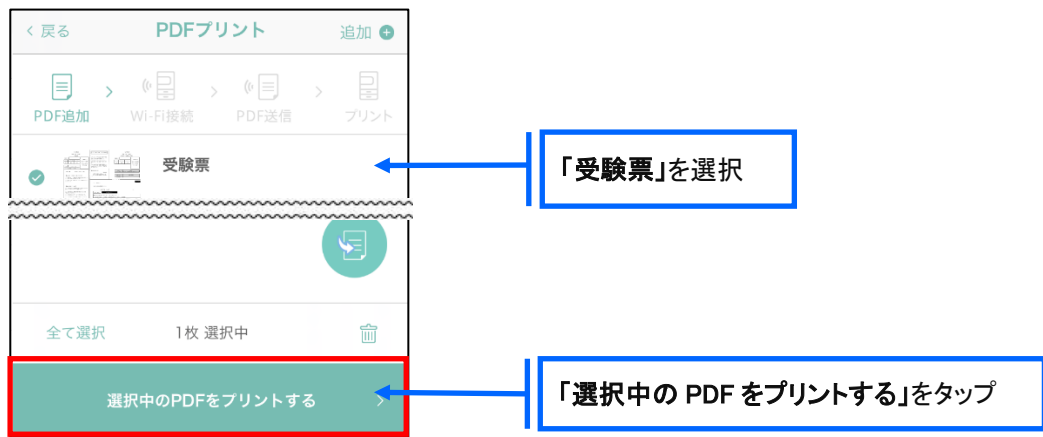 < 戻る PDFプリント 追加
PDF追加 > Wi-Fi接続 > PDF送信 > プリント
受験票
「受験票」を選択
全て選択 1枚 選択中
選択中のPDFをプリントする >
「選択中の PDF をプリントする」をタップ